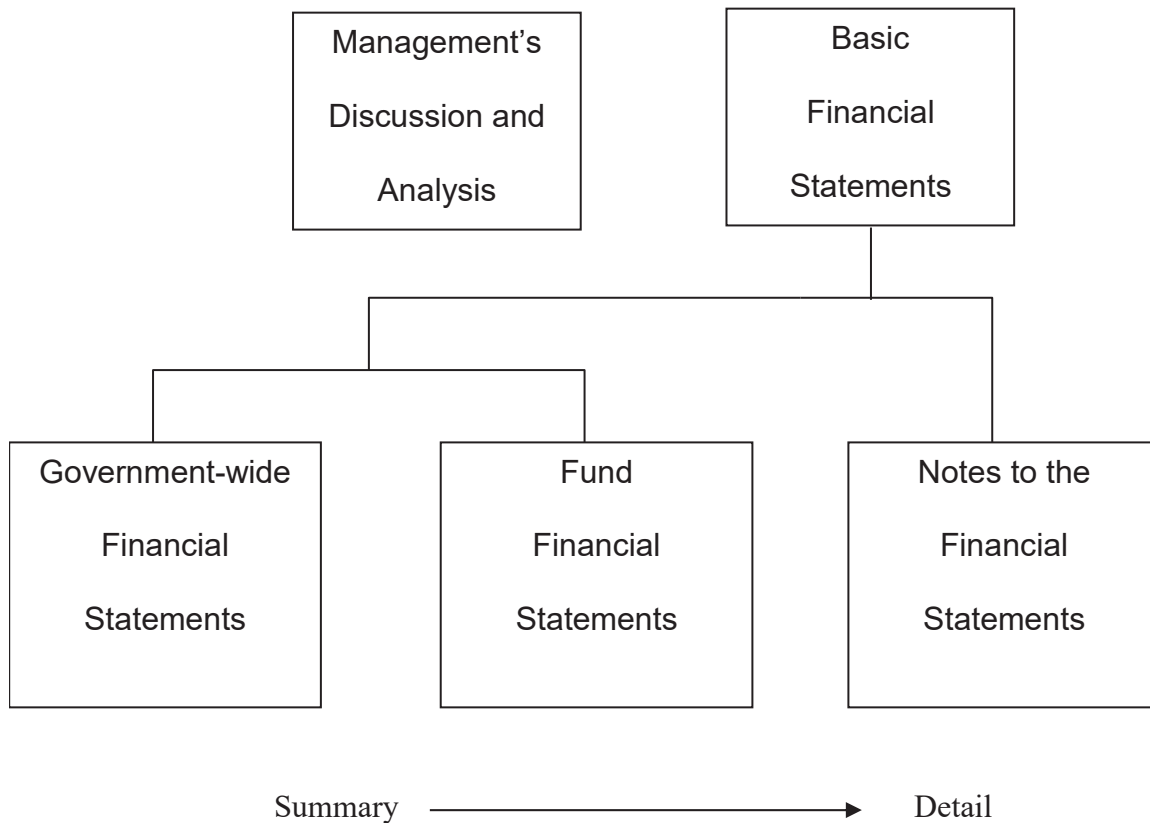 Management’s
Discussion and
Analysis
Basic
Financial
Statements
Government-wide
Financial
Statements
Fund
Financial
Statements
Notes to the
Financial
Statements
Summary
Detail